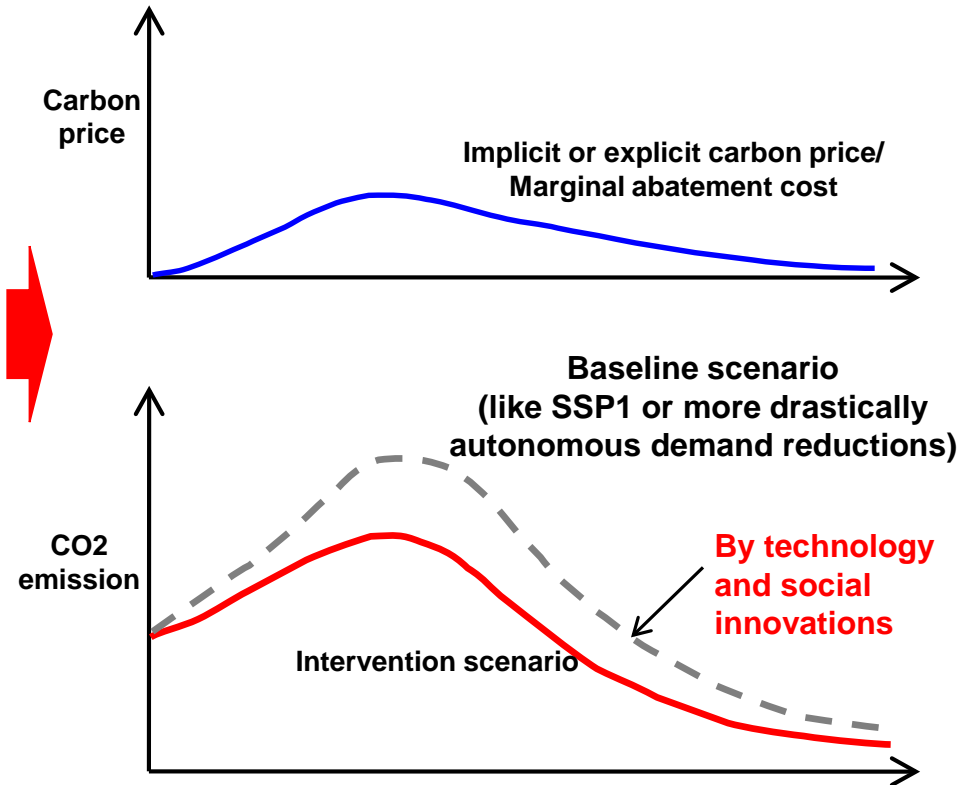 Carbon
price
Implicit or explicit carbon price/
Marginal abatement cost
Baseline scenario
(like SSP1 or more drastically
autonomous demand reductions)
CO2
emission
By technology
and social
innovations
Intervention scenario